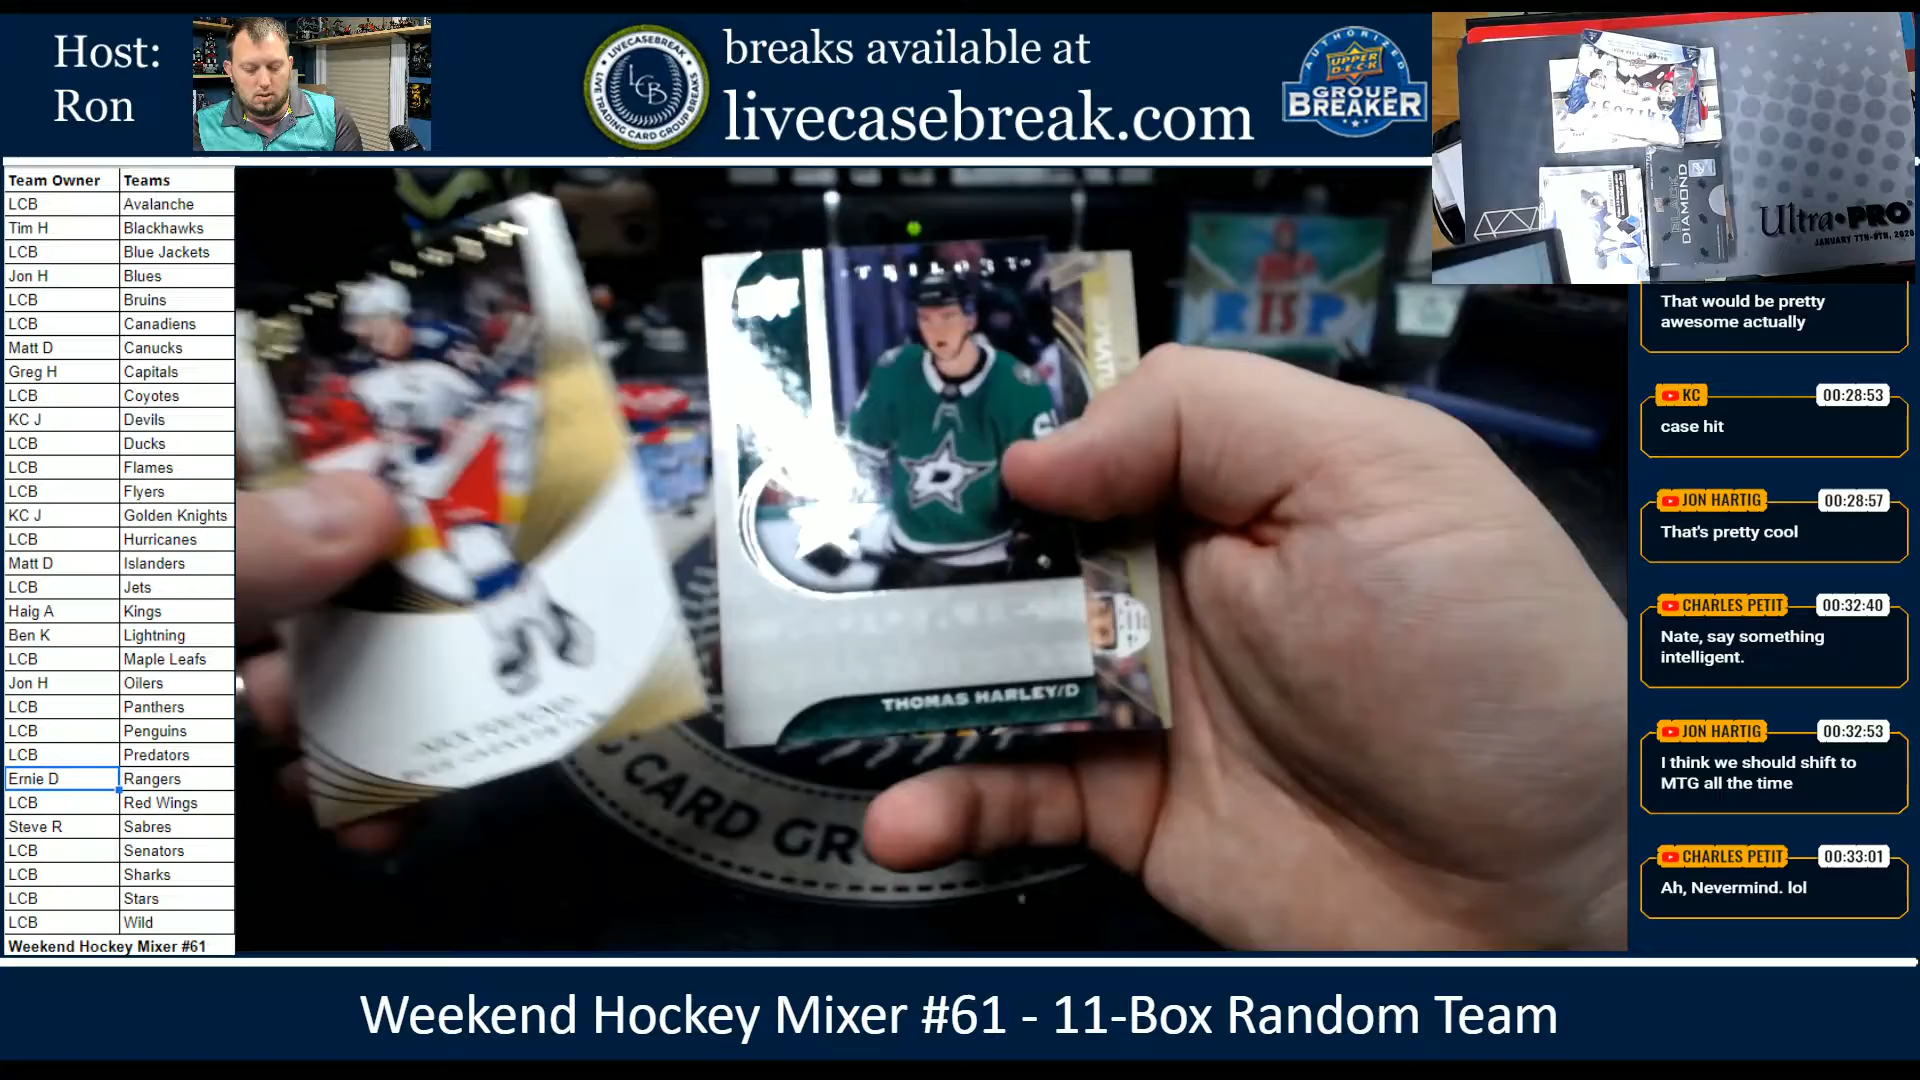 Host:
Ron
LIVECASEBREAK
LCB
LIVE TRADING CARD GROUP BREAKS
breaks available at
livecasebreak.com
AUTHORIZED
UPPER DECK
GROUP
BREAKER
BLACK
DIAMOND
Ultra•PRO
JANUARY 7TH-9TH, 2020
Team Owner Teams
LCB Avalanche
Tim H Blackhawks
LCB Blue Jackets
Jon H Blues
LCB Bruins
LCB Canadiens
Matt D Canucks
Greg H Capitals
LCB Coyotes
KC J Devils
LCB Ducks
LCB Flames
LCB Flyers
KC J Golden Knights
LCB Hurricanes
Matt D Islanders
LCB Jets
Haig A Kings
Ben K Lightning
LCB Maple Leafs
Jon H Oilers
LCB Panthers
LCB Penguins
LCB Predators
Ernie D Rangers
LCB Red Wings
Steve R Sabres
LCB Senators
LCB Sharks
LCB Stars
LCB Wild
Weekend Hockey Mixer #61
TRILOGY
D
THOMAS HARLEY/D
CARD GR
That would be pretty
awesome actually
KC 00:28:53
case hit
JON HARTIG 00:28:57
That's pretty cool
CHARLES PETIT 00:32:40
Nate, say something
intelligent.
JON HARTIG 00:32:53
I think we should shift to
MTG all the time
CHARLES PETIT 00:33:01
Ah, Nevermind. lol
Weekend Hockey Mixer #61 - 11-Box Random Team